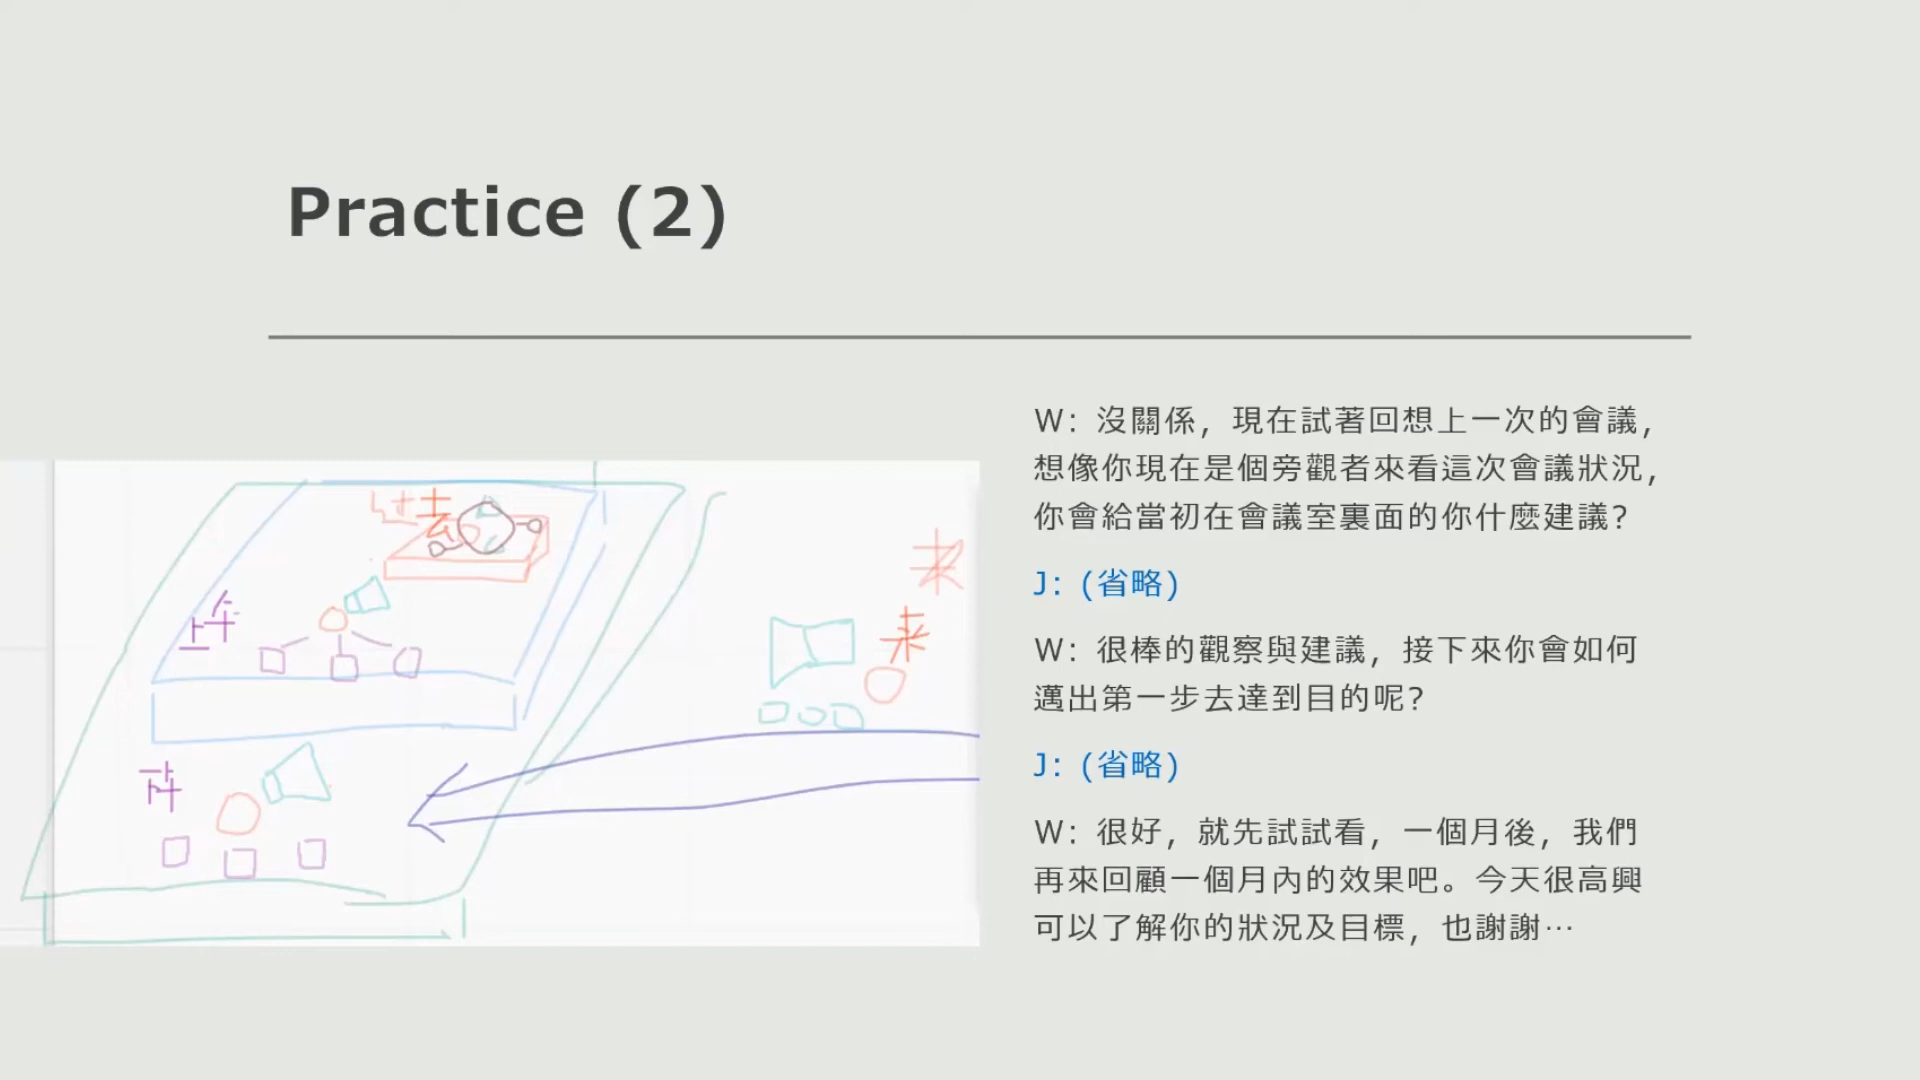 Practice (2)
过去
来
来
W：沒關係，現在試著回想上一次的會議，
想像你現在是個旁觀者來看這次會議狀況，
你會給當初在會議室裏面的你什麼建議？
J：(省略)
W：很棒的觀察與建議，接下來你會如何
邁出第一步去達到目的呢？
J：(省略)
W：很好，就先試試看，一個月後，我們
再來回顧一個月內的效果吧。今天很高興
可以了解你的狀況及目標，也謝謝…